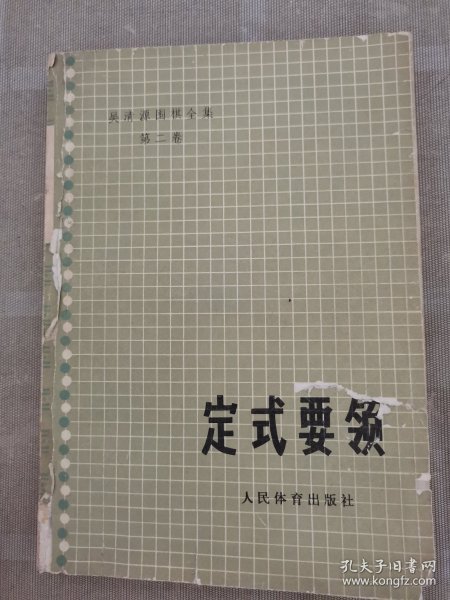 吴清源围棋全集
第二卷
定式要领
人民体育出版社
孔夫子旧书网
www.kongfz.com